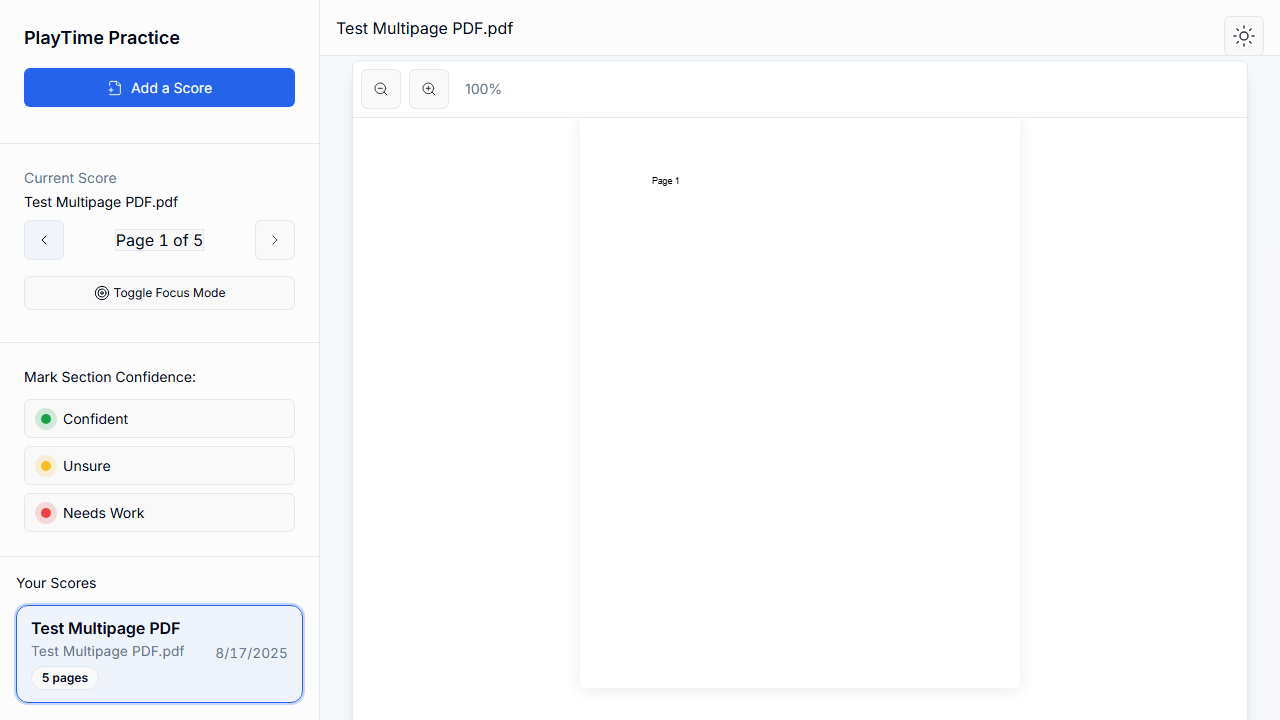 PlayTime Practice
Add a Score
Current Score
Test Multipage PDF.pdf
Page 1 of 5
Toggle Focus Mode
Mark Section Confidence:
Confident
Unsure
Needs Work
Your Scores
Test Multipage PDF
Test Multipage PDF.pdf
8/17/2025
5 pages
Test Multipage PDF.pdf
100%
Page 1